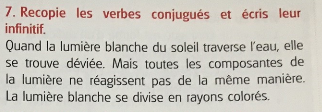 7. Recopie les verbes conjugués et écris leur
infinitif.
Quand la lumière blanche du soleil traverse l'eau, elle
se trouve déviée. Mais toutes les composantes de
la lumière ne réagissent pas de la même manière.
La lumière blanche se divise en rayons colorés.